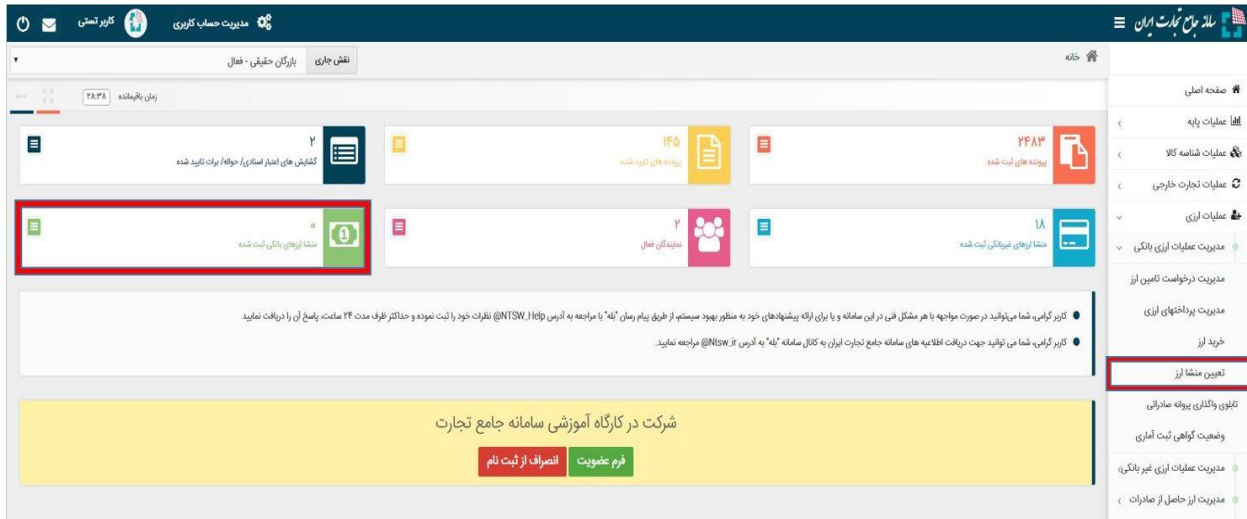 سامانه جامع تجارت ایران
مدیریت حساب کاربری
کاربر تستی
خانه
نقش جاری
بازرگان حقیقی - فعال
زمان باقیمانده ۲۸:۳۸
صفحه اصلی
عملیات پایه
عملیات شناسه کالا
عملیات تجارت خارجی
عملیات ارزی
مدیریت عملیات ارزی بانکی
مدیریت درخواست تامین ارز
مدیریت پرداختهای ارزی
خرید ارز
تعیین منشا ارز
تابلوی واگذاری پروانه صادراتی
وضعیت گواهی ثبت آماری
مدیریت عملیات ارزی غیر بانکی
مدیریت ارز حاصل از صادرات
۲۴۸۳
پرونده های ثبت شده
۱۴۵
پرونده های تایید شده
۲
گشایش های اعتبار اسنادی/ حواله/ برات تایید شده
۱۸
منشا ارزهای غیربانکی ثبت شده
۲
نمایندگان فعال
۰
منشا ارزهای بانکی ثبت شده
کاربر گرامی، شما می‌توانید در صورت مواجهه با هر مشکل فنی در این سامانه و یا برای ارائه پیشنهادهای خود به منظور بهبود سیستم، از طریق پیام رسان "بله" با مراجعه به آدرس NTSW_Help@ نظرات خود را ثبت نموده و حداکثر ظرف مدت ۲۴ ساعت، پاسخ آن را دریافت نمایید
کاربر گرامی، شما می توانید جهت دریافت اطلاعیه های سامانه جامع تجارت ایران به کانال سامانه "بله" به آدرس Ntsw_ir@ مراجعه نمایید.
شرکت در کارگاه آموزشی سامانه جامع تجارت
فرم عضویت
انصراف از ثبت نام